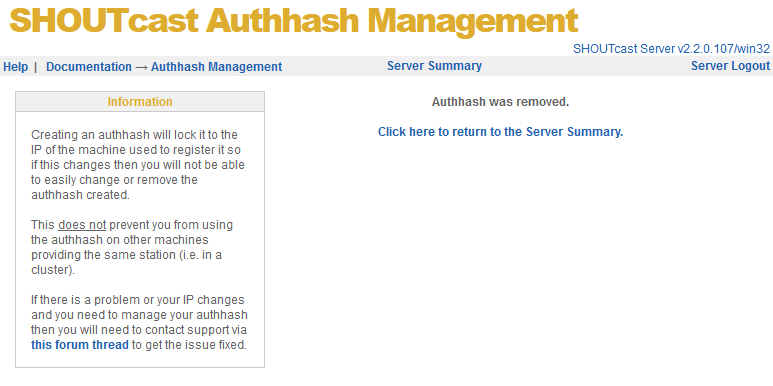 SHOUTcast Authhash Management
SHOUTcast Server v2.2.0.107/win32
Help | Documentation → Authhash Management Server Summary Server Logout
Information
Creating an authhash will lock it to the
IP of the machine used to register it so
if this changes then you will not be able
to easily change or remove the
authhash created.
This does not prevent you from using
the authhash on other machines
providing the same station (i.e. in a
cluster).
If there is a problem or your IP changes
and you need to manage your authhash
then you will need to contact support via
this forum thread to get the issue fixed.
Authhash was removed.
Click here to return to the Server Summary.